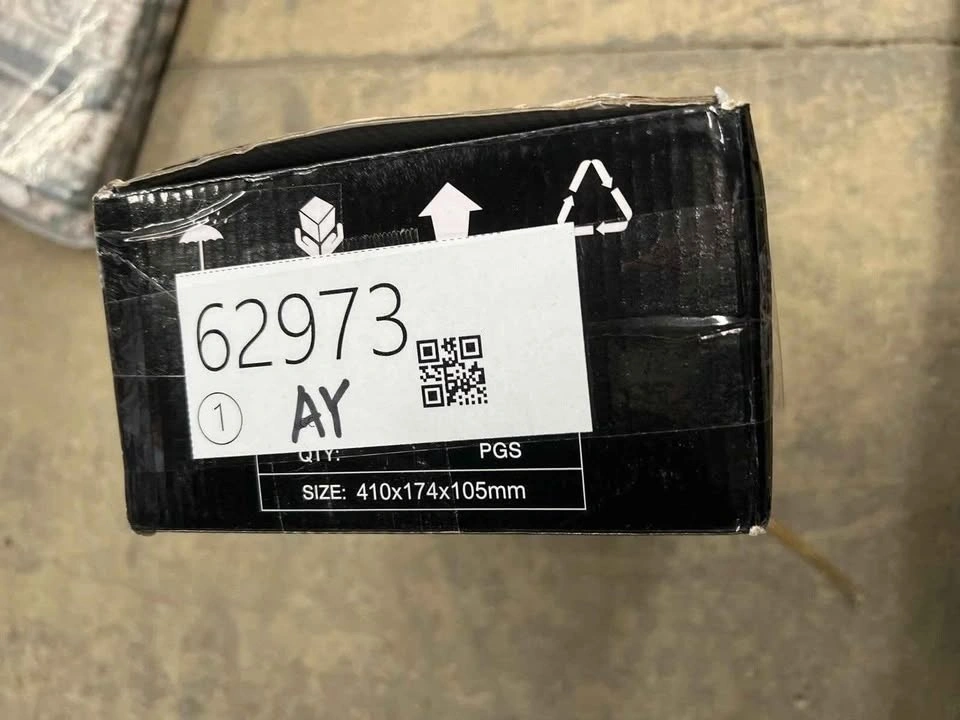 62973
1
AY
QTY: PGS
SIZE: 410x174x105mm